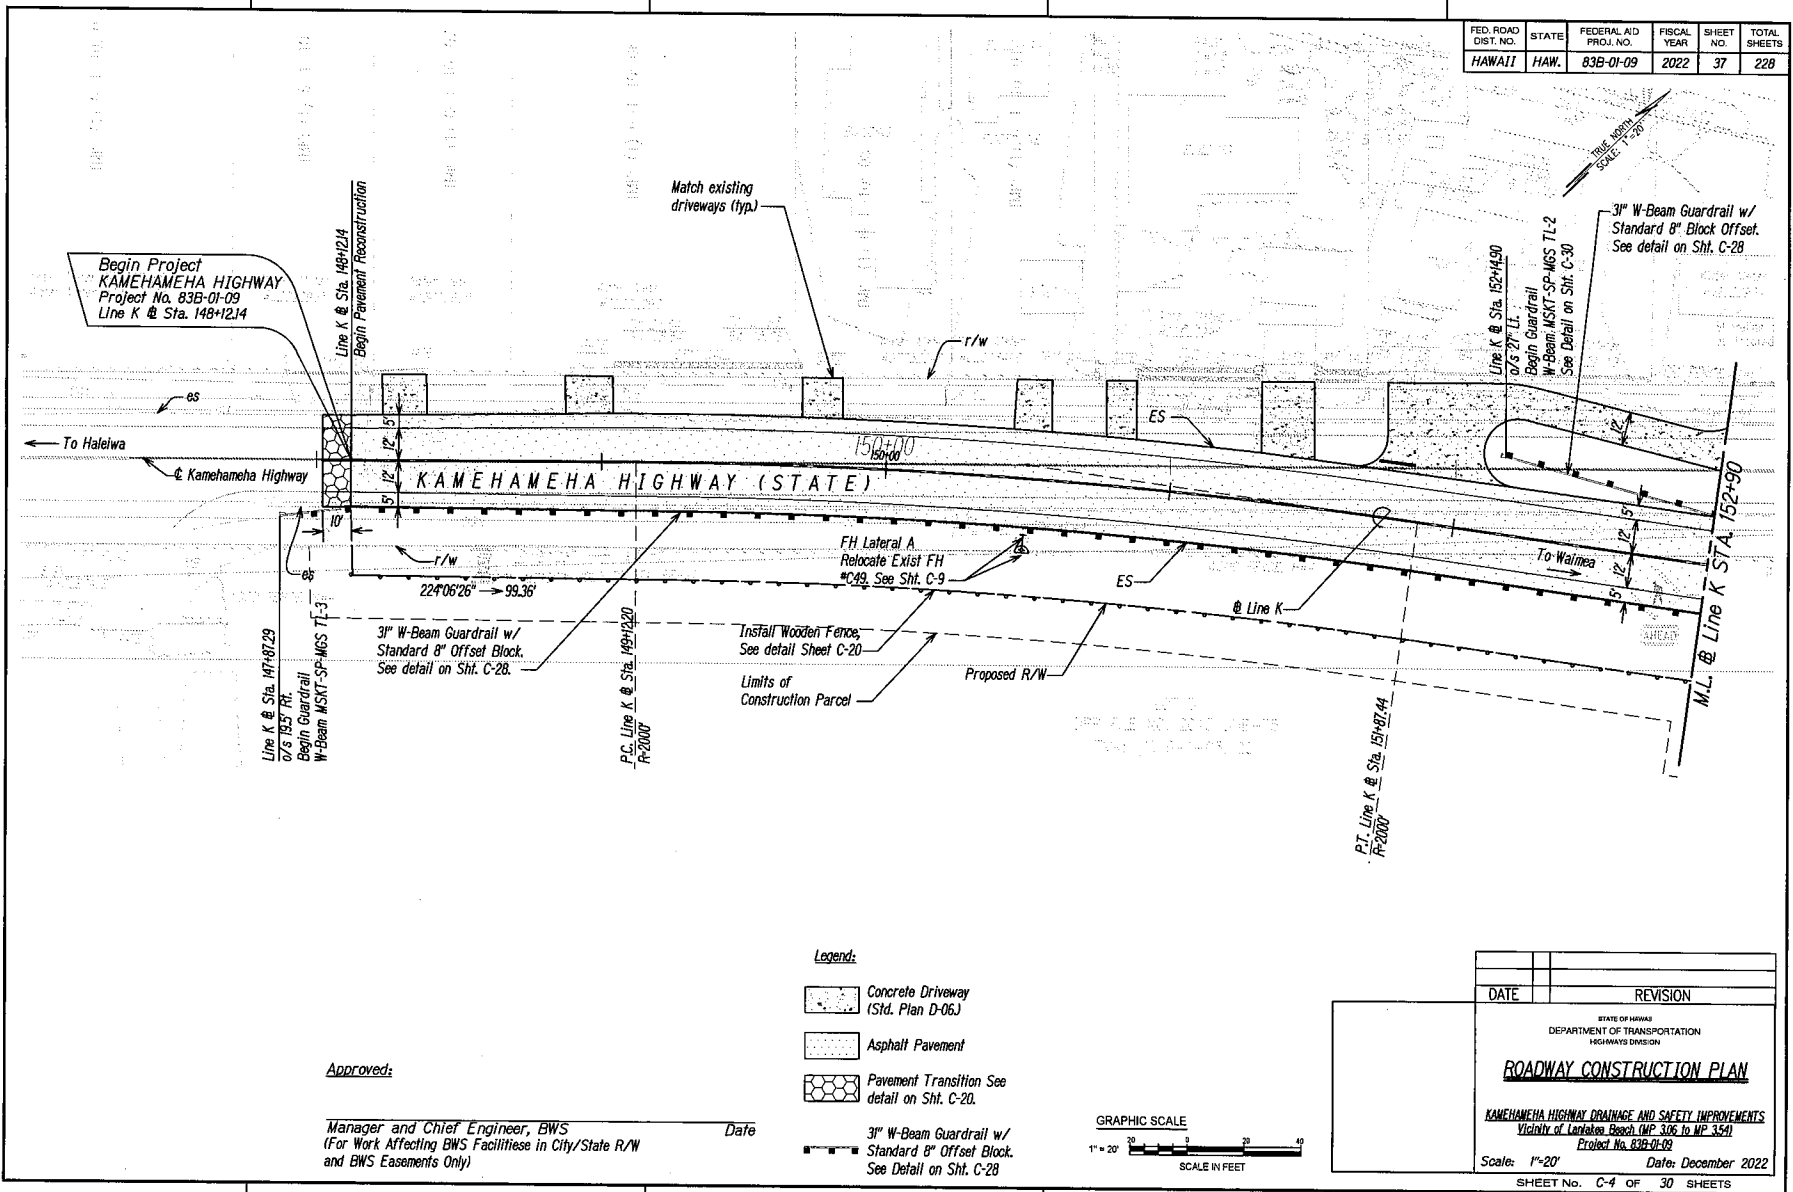 FED. ROAD DIST. NO. STATE FEDERAL AID PROJ. NO. FISCAL YEAR SHEET NO. TOTAL SHEETS
HAWAII HAW. 83B-01-09 2022 37 228
TRUE NORTH
SCALE: 1"=20'
Match existing
driveways (typ.)
31" W-Beam Guardrail w/
Standard 8" Block Offset.
See detail on Sht. C-28
Line K ℄ Sta. 148+12.14
Begin Pavement Reconstruction
Begin Project
KAMEHAMEHA HIGHWAY
Project No. 83B-01-09
Line K ℄ Sta. 148+12.14
Line K ℄ Sta. 152+14.90
o/s 27' Lt.
Begin Guardrail
W-Beam MSKT-SP-MGS TL-2
See Detail on Sht. C-30
r/w
es
ES
To Haleiwa
℄ Kamehameha Highway
5'
12'
12'
5'
10'
150+00
150+00
KAMEHAMEHA HIGHWAY (STATE)
12'
5'
12'
12'
5'
To Waimea
M.L. ℄ Line K STA. 152+90
AHEAD
r/w
es
224°06'26" 99.36'
FH Lateral A
Relocate Exist FH
#C49. See Sht. C-9
ES
℄ Line K
Line K ℄ Sta. 147+87.29
o/s 19.5' Rt.
Begin Guardrail
W-Beam MSKT-SP-MGS TL-3
31" W-Beam Guardrail w/
Standard 8" Offset Block.
See detail on Sht. C-28.
P.C. Line K ℄ Sta. 149+12.20
R=2000'
Install Wooden Fence,
See detail Sheet C-20
Limits of
Construction Parcel
Proposed R/W
P.T. Line K ℄ Sta. 151+87.44
R=2000'
Legend:
Concrete Driveway
(Std. Plan D-06.)
Asphalt Pavement
Pavement Transition See
detail on Sht. C-20.
31" W-Beam Guardrail w/
Standard 8" Offset Block.
See Detail on Sht. C-28
Approved:
Manager and Chief Engineer, BWS Date
(For Work Affecting BWS Facilitiese in City/State R/W
and BWS Easements Only)
GRAPHIC SCALE
1" = 20' 20 0 20 40
SCALE IN FEET
DATE REVISION
STATE OF HAWAII
DEPARTMENT OF TRANSPORTATION
HIGHWAYS DIVISION
ROADWAY CONSTRUCTION PLAN
KAMEHAMEHA HIGHWAY DRAINAGE AND SAFETY IMPROVEMENTS
Vicinity of Laniakea Beach (MP 3.06 to MP 3.54)
Project No. 83B-01-09
Scale: 1"=20' Date: December 2022
SHEET No. C-4 OF 30 SHEETS